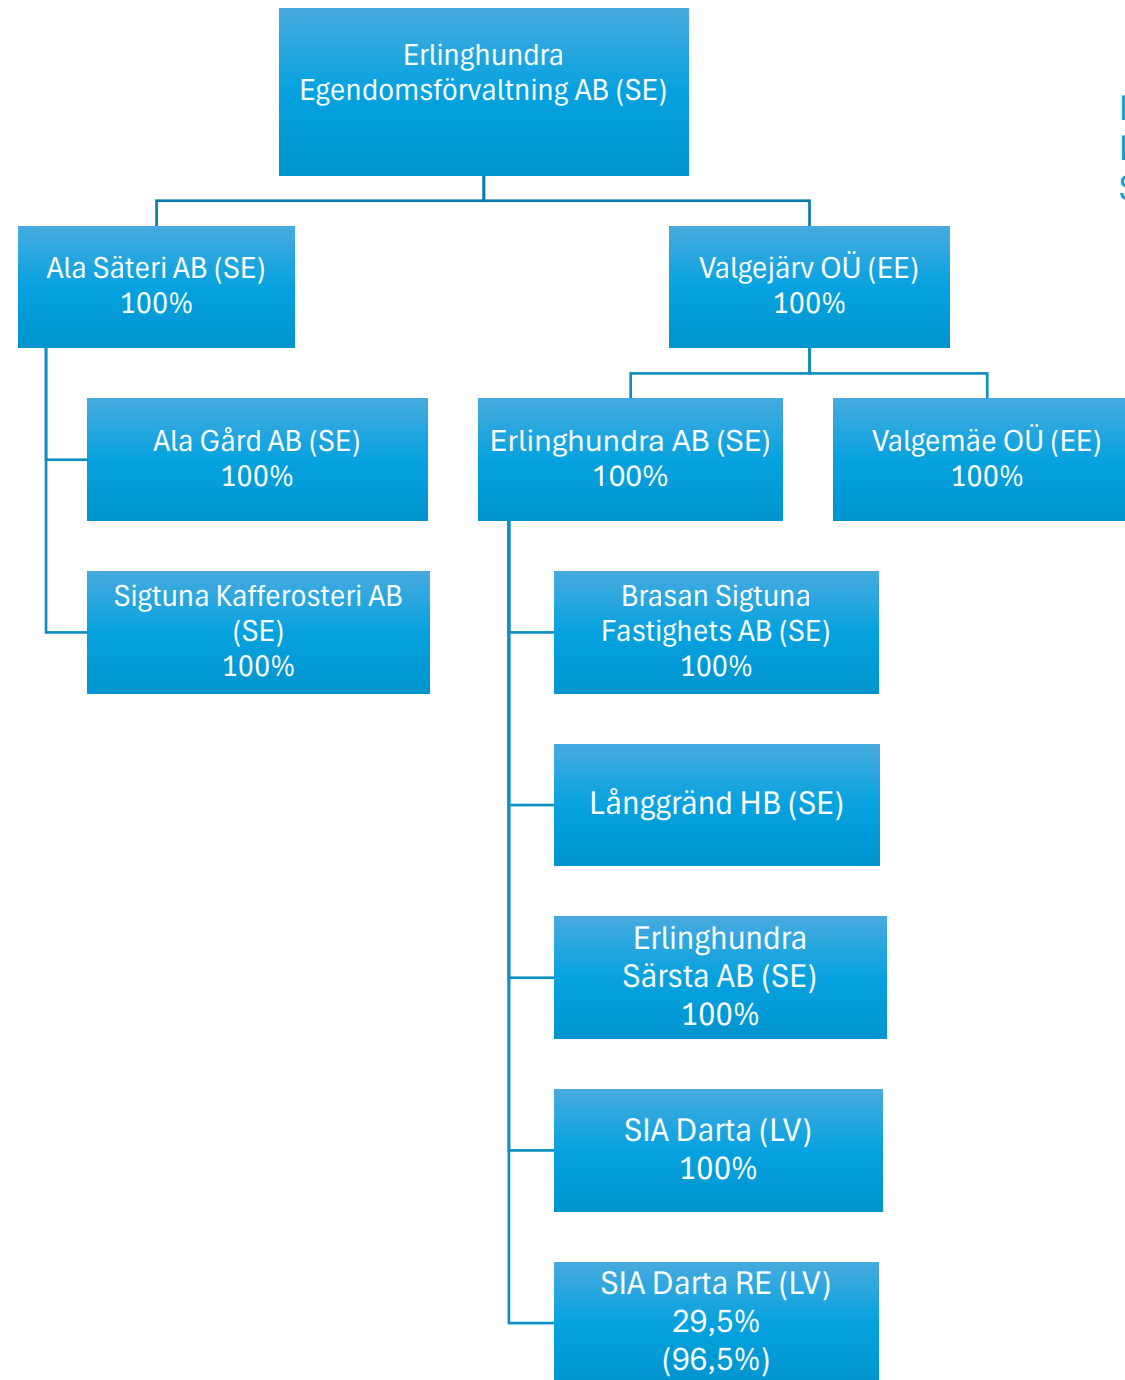 Erlinghundra
Egendomsförvaltning AB (SE)
Ala Säteri AB (SE)
100%
Valgejärv OÜ (EE)
100%
Ala Gård AB (SE)
100%
Erlinghundra AB (SE)
100%
Valgemäe OÜ (EE)
100%
Sigtuna Kafferosteri AB
(SE)
100%
Brasan Sigtuna
Fastighets AB (SE)
100%
Långgränd HB (SE)
Erlinghundra
Särsta AB (SE)
100%
SIA Darta (LV)
100%
SIA Darta RE (LV)
29,5%
(96,5%)